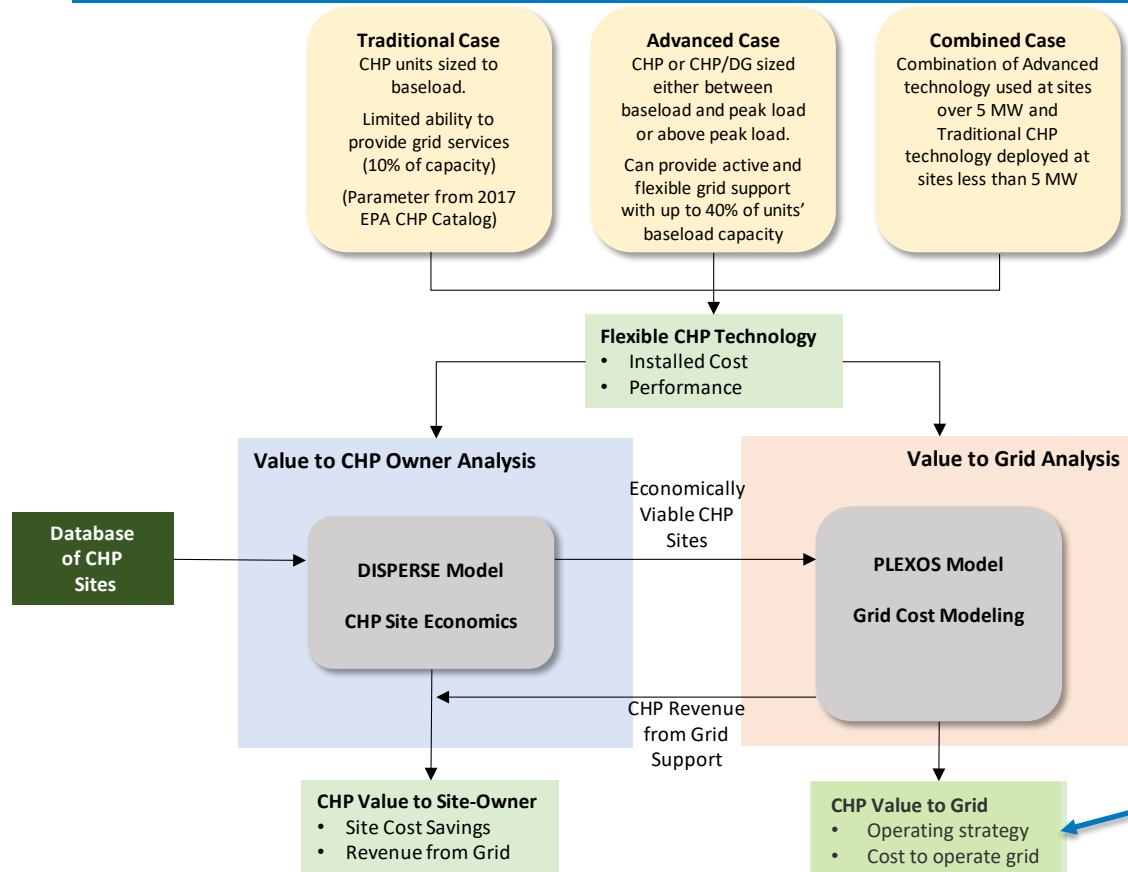 Traditional Case
CHP units sized to
baseload.
Limited ability to
provide grid services
(10% of capacity)
(Parameter from 2017
EPA CHP Catalog)
Advanced Case
CHP or CHP/DG sized
either between
baseload and peak load
or above peak load.
Can provide active and
flexible grid support
with up to 40% of units’
baseload capacity
Combined Case
Combination of Advanced
technology used at sites
over 5 MW and
Traditional CHP
technology deployed at
sites less than 5 MW
Flexible CHP Technology
• Installed Cost
• Performance
Value to CHP Owner Analysis
Value to Grid Analysis
Economically
Viable CHP
Sites
Database
of CHP
Sites
DISPERSE Model
CHP Site Economics
PLEXOS Model
Grid Cost Modeling
CHP Revenue
from Grid
Support
CHP Value to Site-Owner
• Site Cost Savings
• Revenue from Grid
CHP Value to Grid
• Operating strategy
• Cost to operate grid